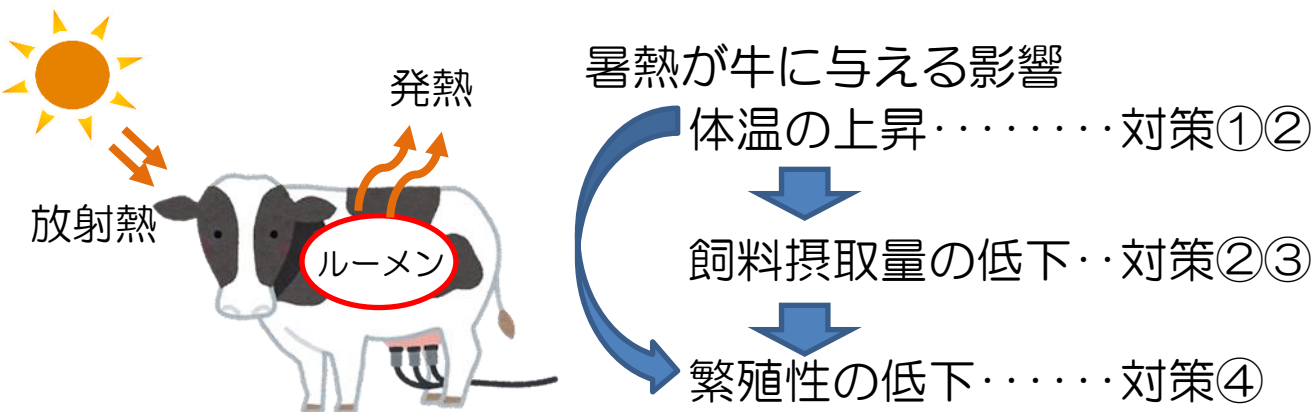 発熱
放射熱
ルーメン
暑熱が牛に与える影響
体温の上昇‥‥‥‥対策①②
飼料摂取量の低下‥対策②③
繁殖性の低下‥‥‥対策④